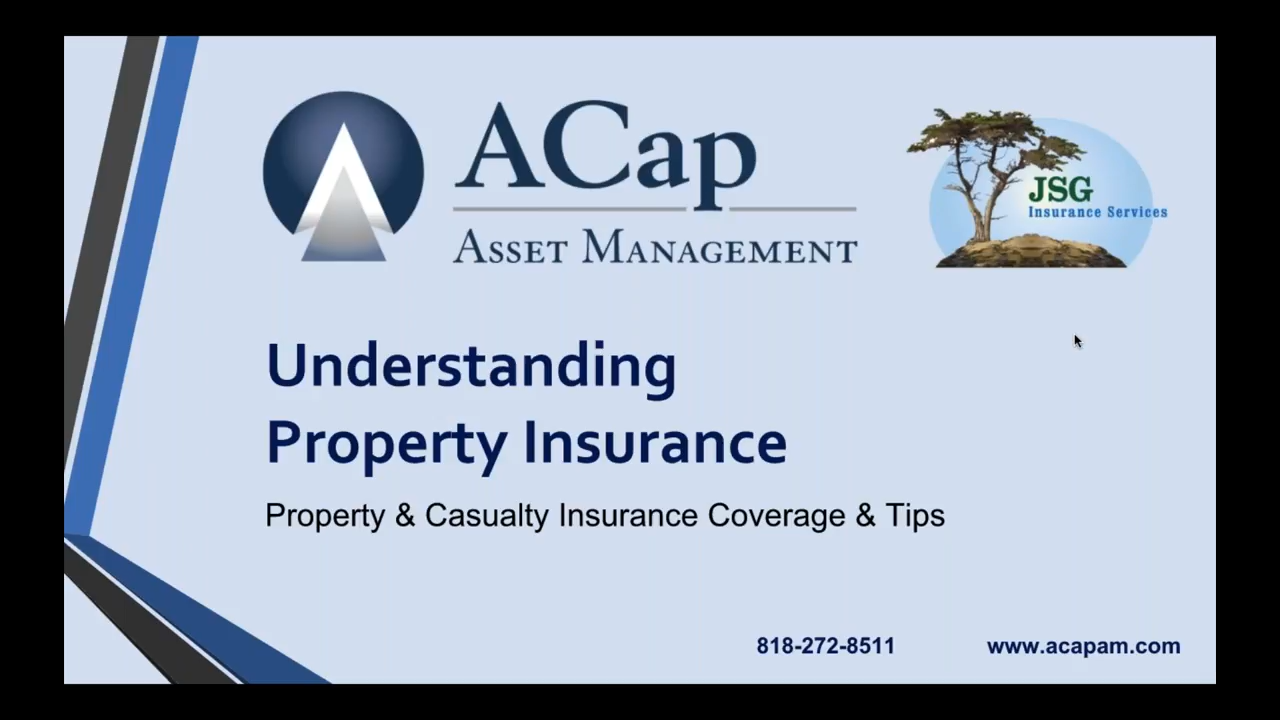 ACap
Asset Management
JSG
Insurance Services
Understanding
Property Insurance
Property & Casualty Insurance Coverage & Tips
818-272-8511
www.acapam.com